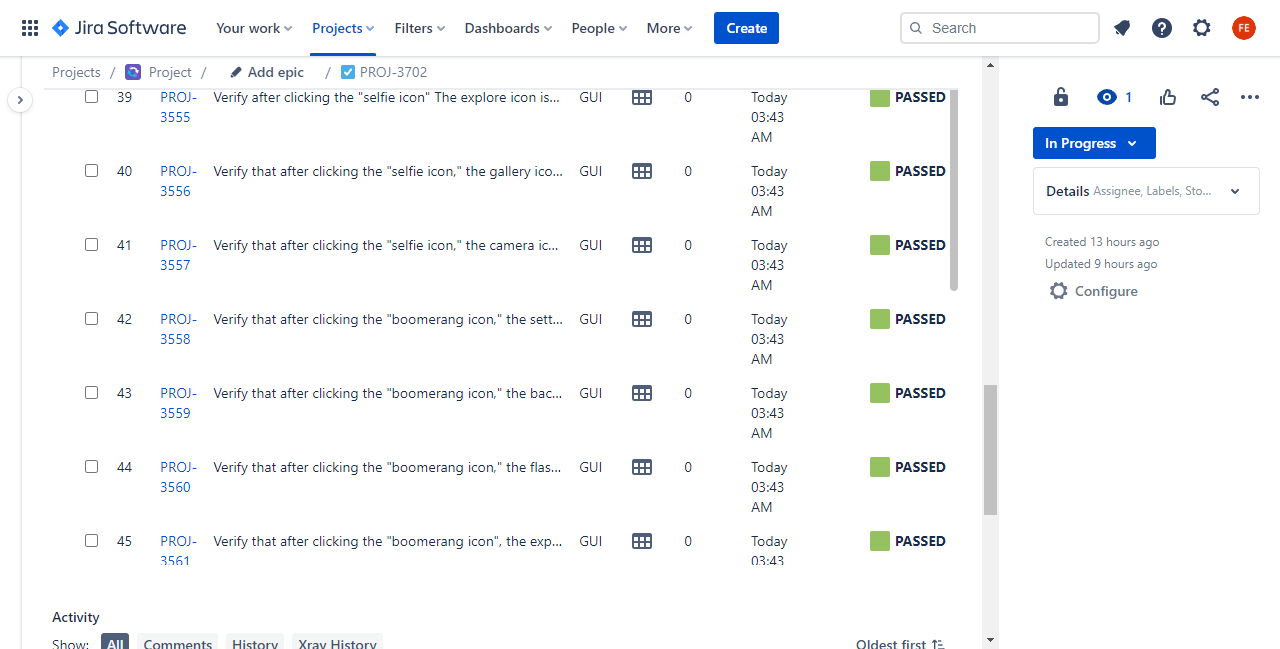 Jira Software Your work Projects Filters Dashboards People More Create Search FE
Projects / Project / Add epic / PROJ-3702
39 PROJ- Verify after clicking the "selfie icon" The explore icon is... GUI 0 Today PASSED
3555 03:43
AM
40 PROJ- Verify that after clicking the "selfie icon," the gallery ico... GUI 0 Today PASSED
3556 03:43
AM
41 PROJ- Verify that after clicking the "selfie icon," the camera ic... GUI 0 Today PASSED
3557 03:43
AM
42 PROJ- Verify that after clicking the "boomerang icon," the sett... GUI 0 Today PASSED
3558 03:43
AM
43 PROJ- Verify that after clicking the "boomerang icon," the bac... GUI 0 Today PASSED
3559 03:43
AM
44 PROJ- Verify that after clicking the "boomerang icon," the flas... GUI 0 Today PASSED
3560 03:43
AM
45 PROJ- Verify that after clicking the "boomerang icon", the exp... GUI 0 Today PASSED
3561 03:43
Activity
Show: All Comments History Xray History Oldest first
1
In Progress
Details Assignee, Labels, Sto...
Created 13 hours ago
Updated 9 hours ago
Configure